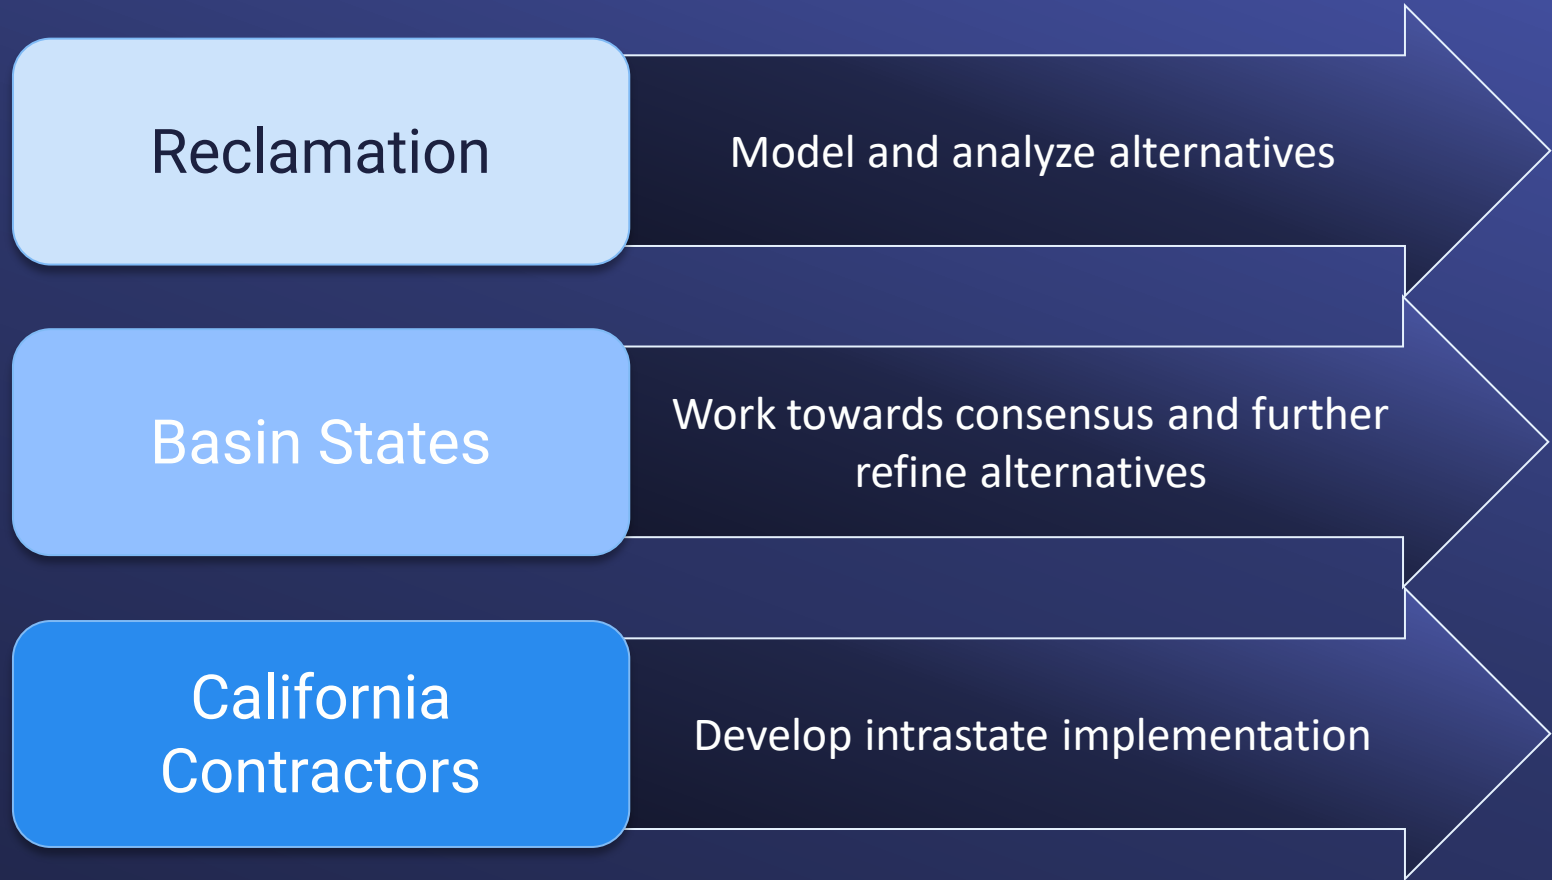 Reclamation
Model and analyze alternatives
Basin States
Work towards consensus and further
refine alternatives
California
Contractors
Develop intrastate implementation